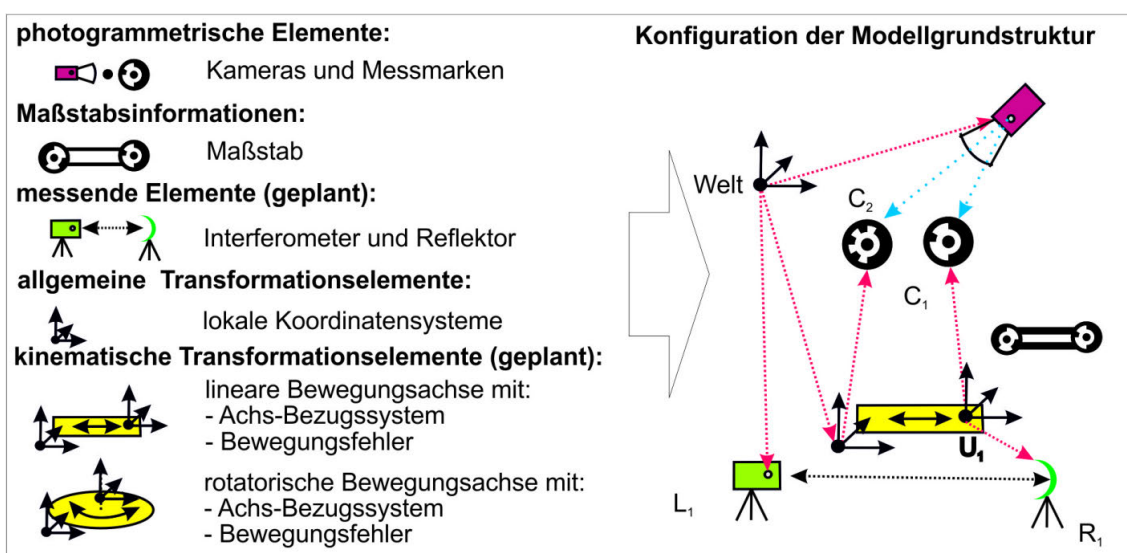 photogrammetrische Elemente:
Kameras und Messmarken
Maßstabsinformationen:
Maßstab
messende Elemente (geplant):
Interferometer und Reflektor
allgemeine Transformationselemente:
lokale Koordinatensysteme
kinematische Transformationselemente (geplant):
lineare Bewegungsachse mit:
- Achs-Bezugssystem
- Bewegungsfehler
rotatorische Bewegungsachse mit:
- Achs-Bezugssystem
- Bewegungsfehler
Konfiguration der Modellgrundstruktur
Welt
C₂
C₁
U₁
L₁
R₁